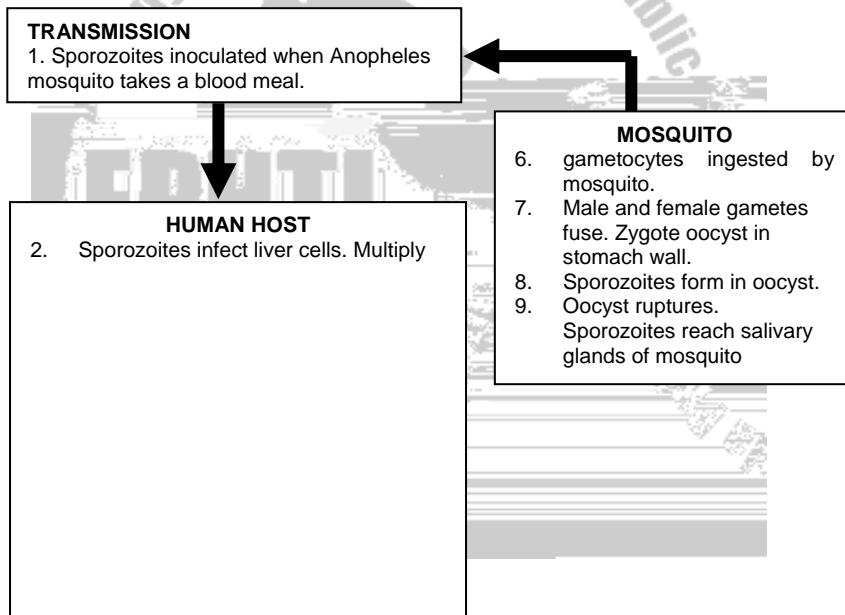 TRANSMISSION
1. Sporozoites inoculated when Anopheles
mosquito takes a blood meal.
MOSQUITO
6. gametocytes ingested by
mosquito.
7. Male and female gametes
fuse. Zygote oocyst in
stomach wall.
8. Sporozoites form in oocyst.
9. Oocyst ruptures.
Sporozoites reach salivary
glands of mosquito
HUMAN HOST
2. Sporozoites infect liver cells. Multiply